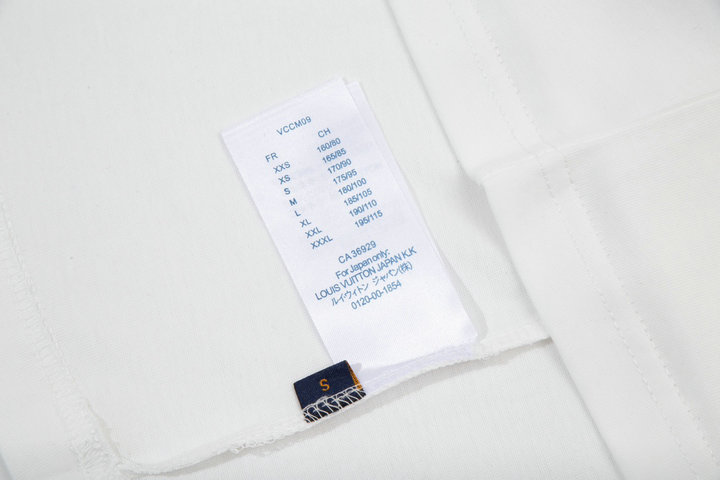 VCCM09
FR CH
XXS 160/80
XS 165/85
S 170/90
M 175/95
L 180/100
XL 185/105
XXL 190/110
XXXL 195/115
CA36929
For Japan only:
LOUIS VUITTON JAPAN K.K
ルイ・ヴィトン ジャパン(株)
0120-00-1854
S